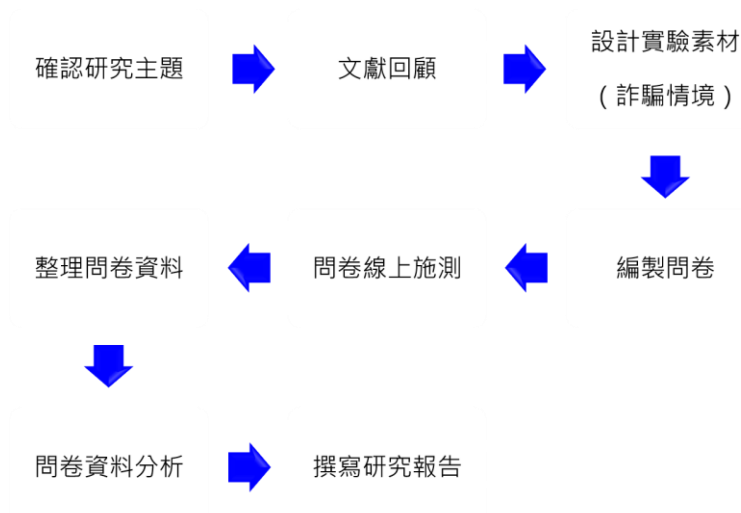 確認研究主題
文獻回顧
設計實驗素材
（詐騙情境）
編製問卷
問卷線上施測
整理問卷資料
問卷資料分析
撰寫研究報告